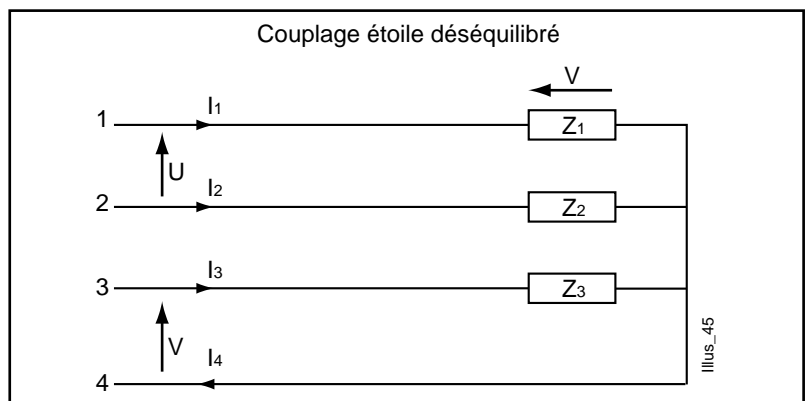 Couplage étoile déséquilibré
V
1
I1
Z1
U
2
I2
Z2
3
I3
Z3
V
4
I4
Illus_45